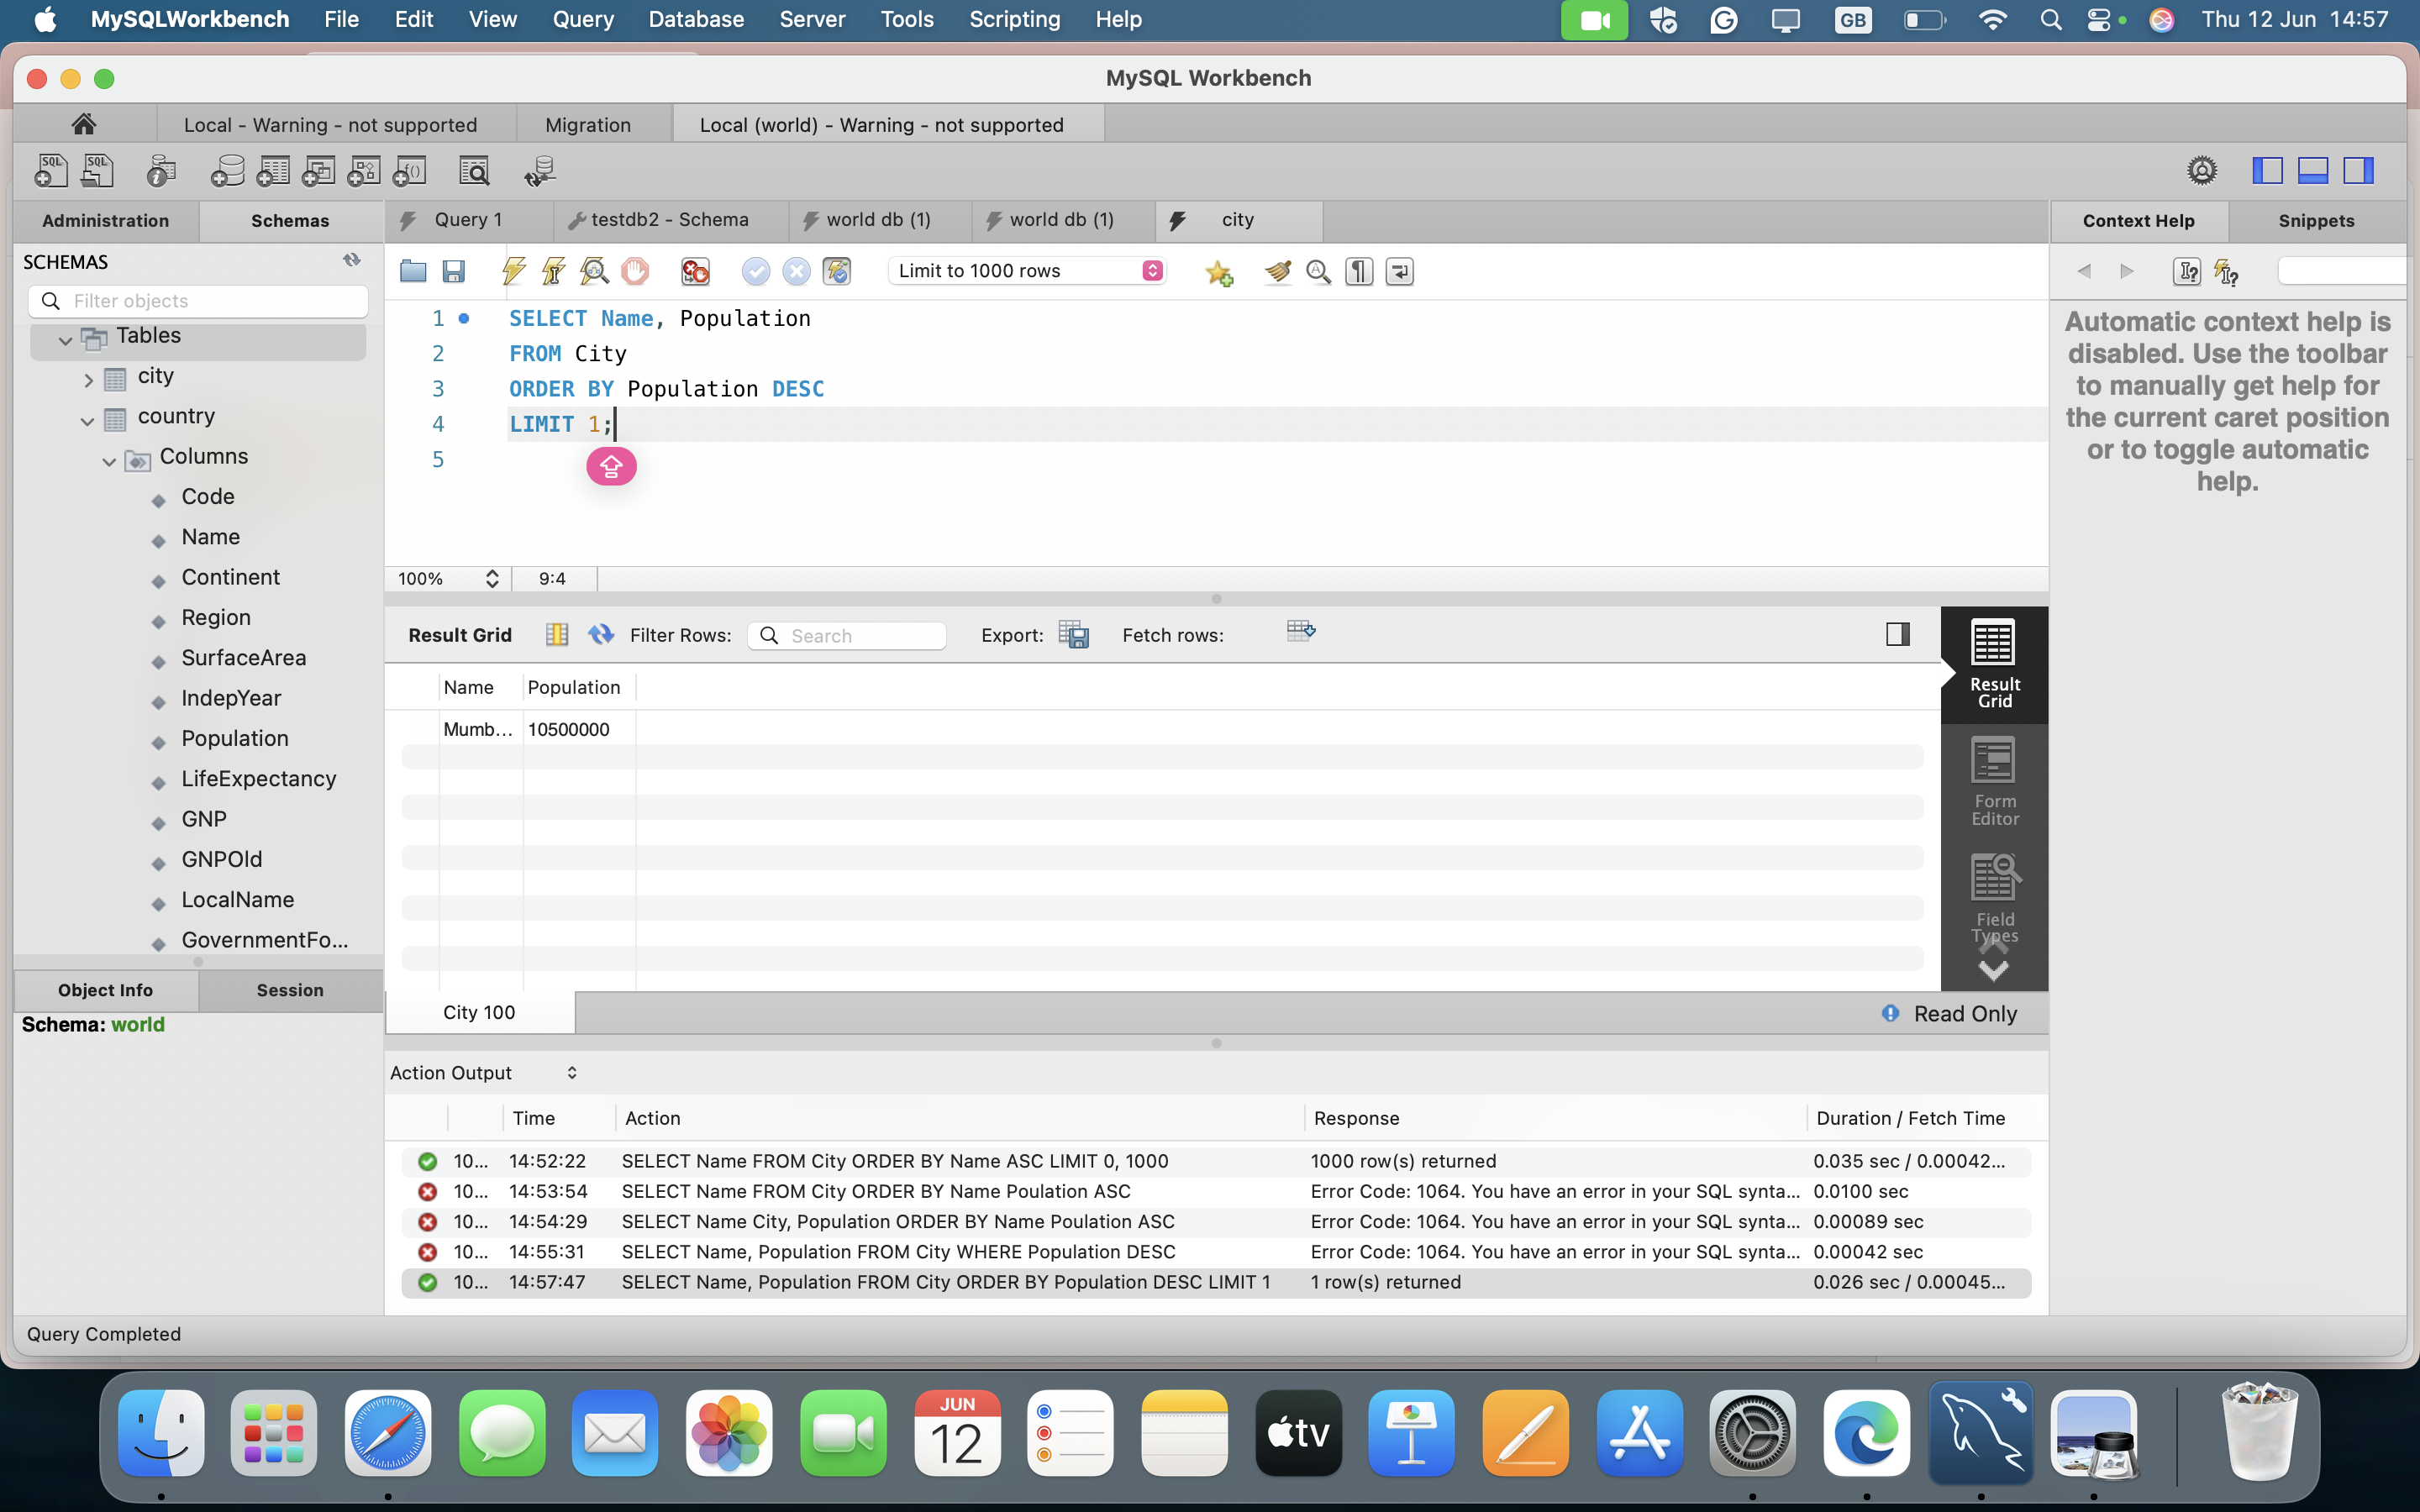 MySQLWorkbench File Edit View Query Database Server Tools Scripting Help GB Thu 12 Jun 14:57
MySQL Workbench
Local - Warning - not supported Migration Local (world) - Warning - not supported
SQL SQL
Administration Schemas Query 1 testdb2 - Schema world db (1) world db (1) city Context Help Snippets
SCHEMAS
Filter objects
Limit to 1000 rows
Tables
city
country
Columns
Code
Name
Continent
Region
SurfaceArea
IndepYear
Population
LifeExpectancy
GNP
GNPOld
LocalName
GovernmentFo...
Object Info Session
Schema: world
1 SELECT Name, Population
2 FROM City
3 ORDER BY Population DESC
4 LIMIT 1;
5
100% 9:4
Automatic context help is
disabled. Use the toolbar
to manually get help for
the current caret position
or to toggle automatic
help.
Result Grid Filter Rows: Search Export: Fetch rows:
Name Population
Mumb... 10500000
Result
Grid
Form
Editor
Field
Types
City 100 Read Only
Action Output
Time Action Response Duration / Fetch Time
10... 14:52:22 SELECT Name FROM City ORDER BY Name ASC LIMIT 0, 1000 1000 row(s) returned 0.035 sec / 0.00042...
10... 14:53:54 SELECT Name FROM City ORDER BY Name Poulation ASC Error Code: 1064. You have an error in your SQL synta... 0.0100 sec
10... 14:54:29 SELECT Name City, Population ORDER BY Name Poulation ASC Error Code: 1064. You have an error in your SQL synta... 0.00089 sec
10... 14:55:31 SELECT Name, Population FROM City WHERE Population DESC Error Code: 1064. You have an error in your SQL synta... 0.00042 sec
10... 14:57:47 SELECT Name, Population FROM City ORDER BY Population DESC LIMIT 1 1 row(s) returned 0.026 sec / 0.00045...
Query Completed
JUN
12
tv